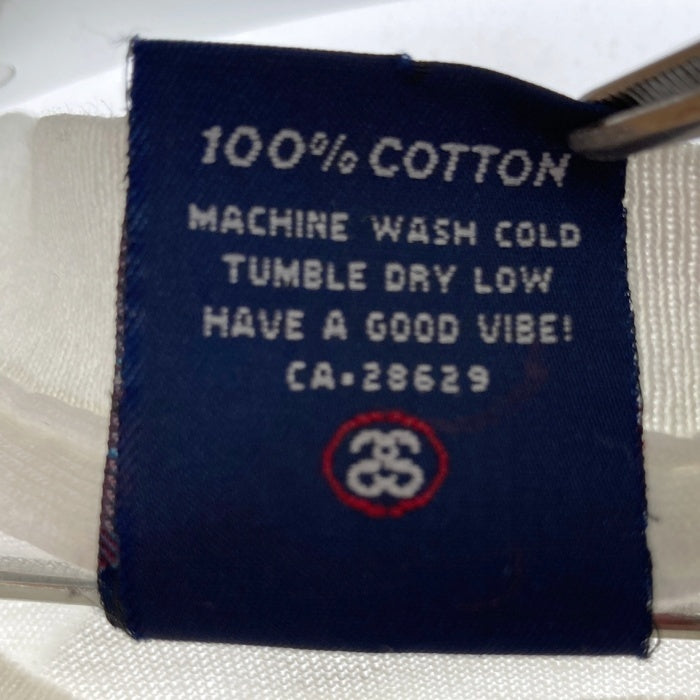 100% COTTON
MACHINE WASH COLD
TUMBLE DRY LOW
HAVE A GOOD VIBE!
CA•28629